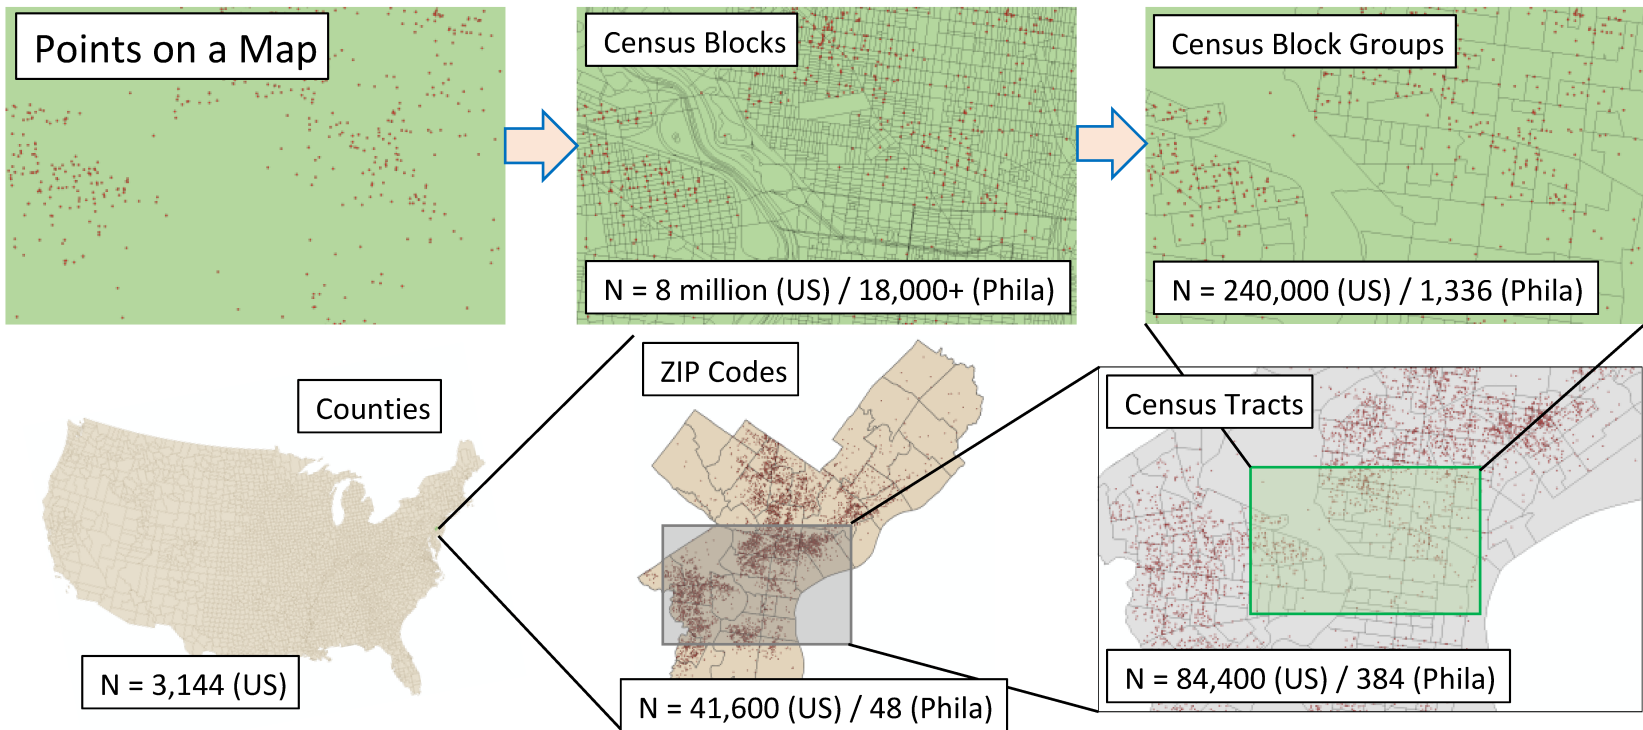 Points on a Map
Census Blocks
N = 8 million (US) / 18,000+ (Phila)
Census Block Groups
N = 240,000 (US) / 1,336 (Phila)
Counties
N = 3,144 (US)
ZIP Codes
N = 41,600 (US) / 48 (Phila)
Census Tracts
N = 84,400 (US) / 384 (Phila)